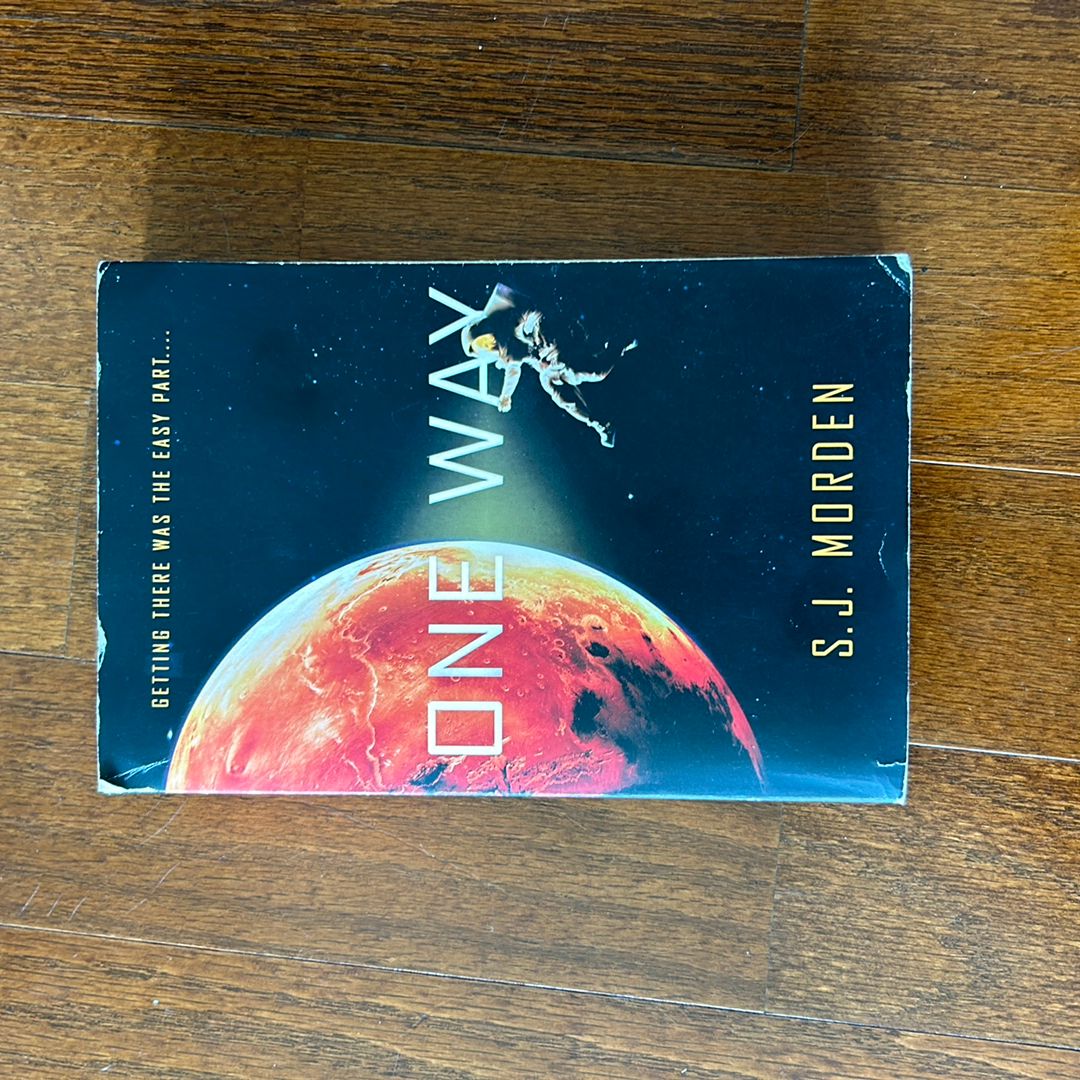 GETTING THERE WAS THE EASY PART....
ONE WAY
S. J. MORDEN